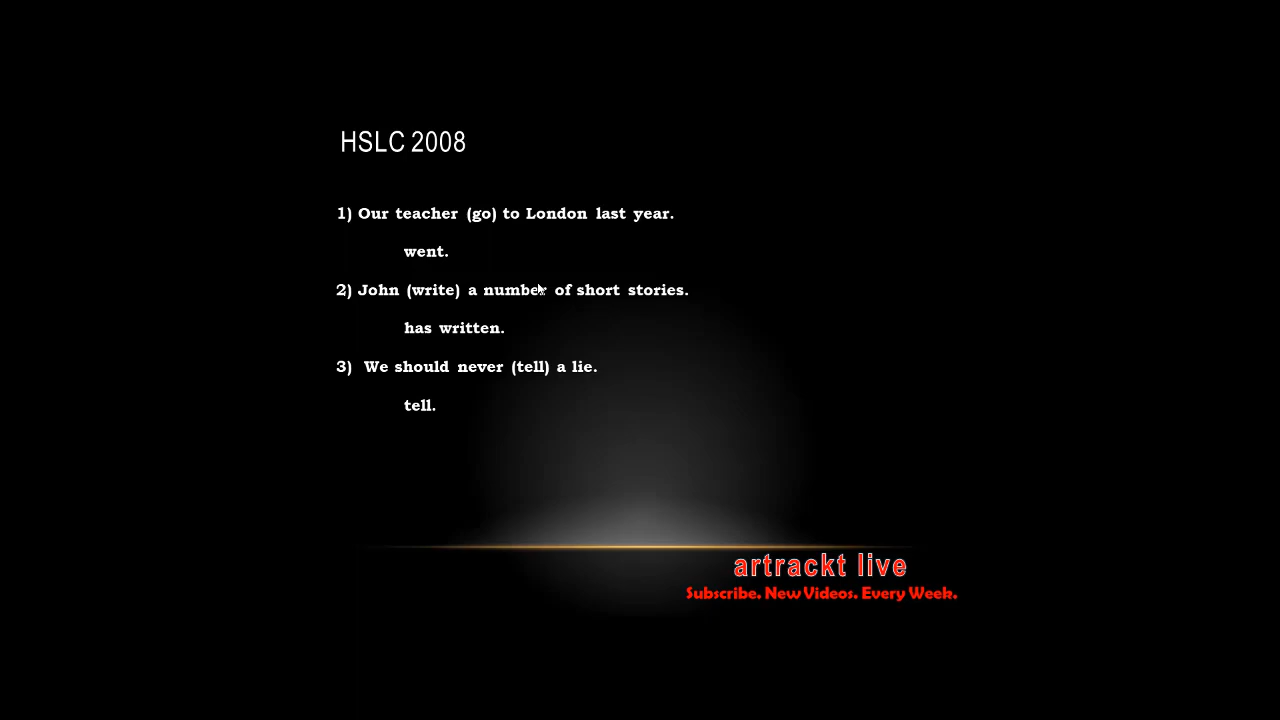 HSLC 2008
1) Our teacher (go) to London last year.
went.
2) John (write) a number of short stories.
has written.
3) We should never (tell) a lie.
tell.
artrackt live
Subscribe. New Videos. Every Week.